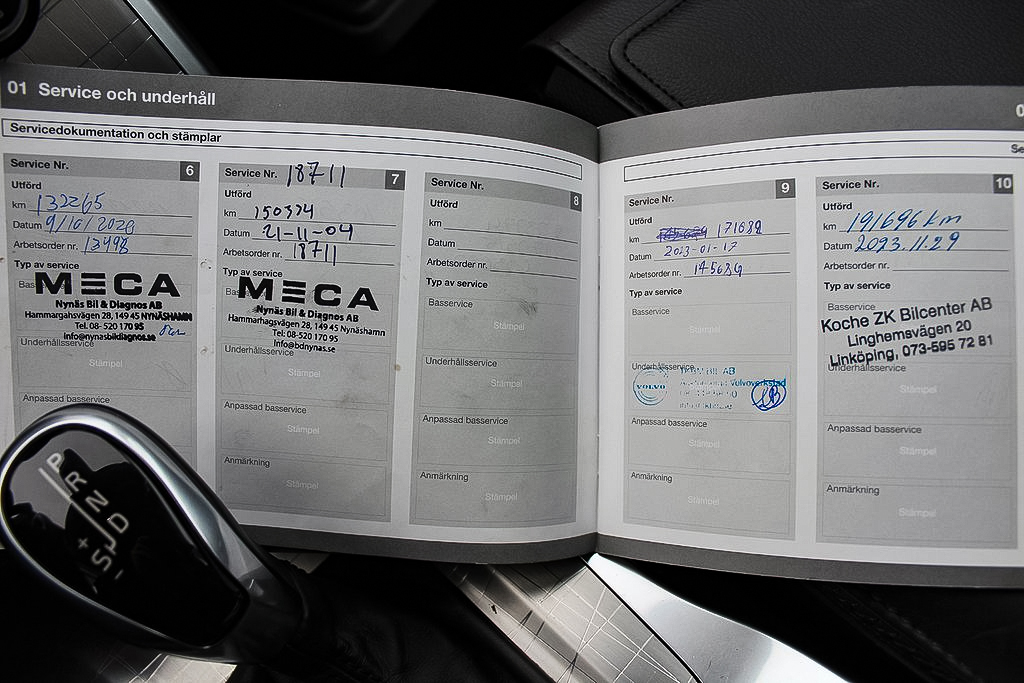 01 Service och underhåll
Servicedokumentation och stämplar
Service Nr. 6
Utförd
km 132265
Datum 9/10/2020
Arbetsorder nr. 13498
Typ av service
MECA
Nynäs Bil & Diagnos AB
Hammargahsvägen 28, 149 45 NYNÄSHAMN
Tel. 08- 520 170 95
info@nynasbildiagnos.se
Underhållsservice
Stämpel
Anpassad basservice
Service Nr. 18711 7
Utförd
km 150374
Datum 21-11-04
Arbetsorder nr. 18711
Typ av service
MECA
Nynäs Bil & Diagnos AB
Hammarhagsvägen 28, 149 45 Nynäshamn
Tel: 08-520 170 95
Info@bdnynas.se
Underhållsservice
Stämpel
Anpassad basservice
Stämpel
Anmärkning
Stämpel
Service Nr. 8
Utförd
km
Datum
Arbetsorder nr.
Typ av service
Basservice
Stämpel
Underhållsservice
Stämpel
Anpassad basservice
Stämpel
Anmärkning
Stämpel
Service Nr. 9
Utförd
km 171632
Datum 2023-01-17
Arbetsorder nr.
Typ av service
Basservice
Stämpel
Underhållsservice
VOLVO
BIL AB
Volvoverkstad
Anpassad basservice
Stämpel
Anmärkning
Stämpel
Service Nr. 10
Utförd
km 191696 km
Datum 2023.11.29
Arbetsorder nr.
Typ av service
Basservice
Koche ZK Bilcenter AB
Linghemsvägen 20
Linköping, 073-595 72 81
Underhållsservice
Stämpel
Anpassad basservice
Stämpel
Anmärkning
Stämpel
P
R
N
D
+
S
-